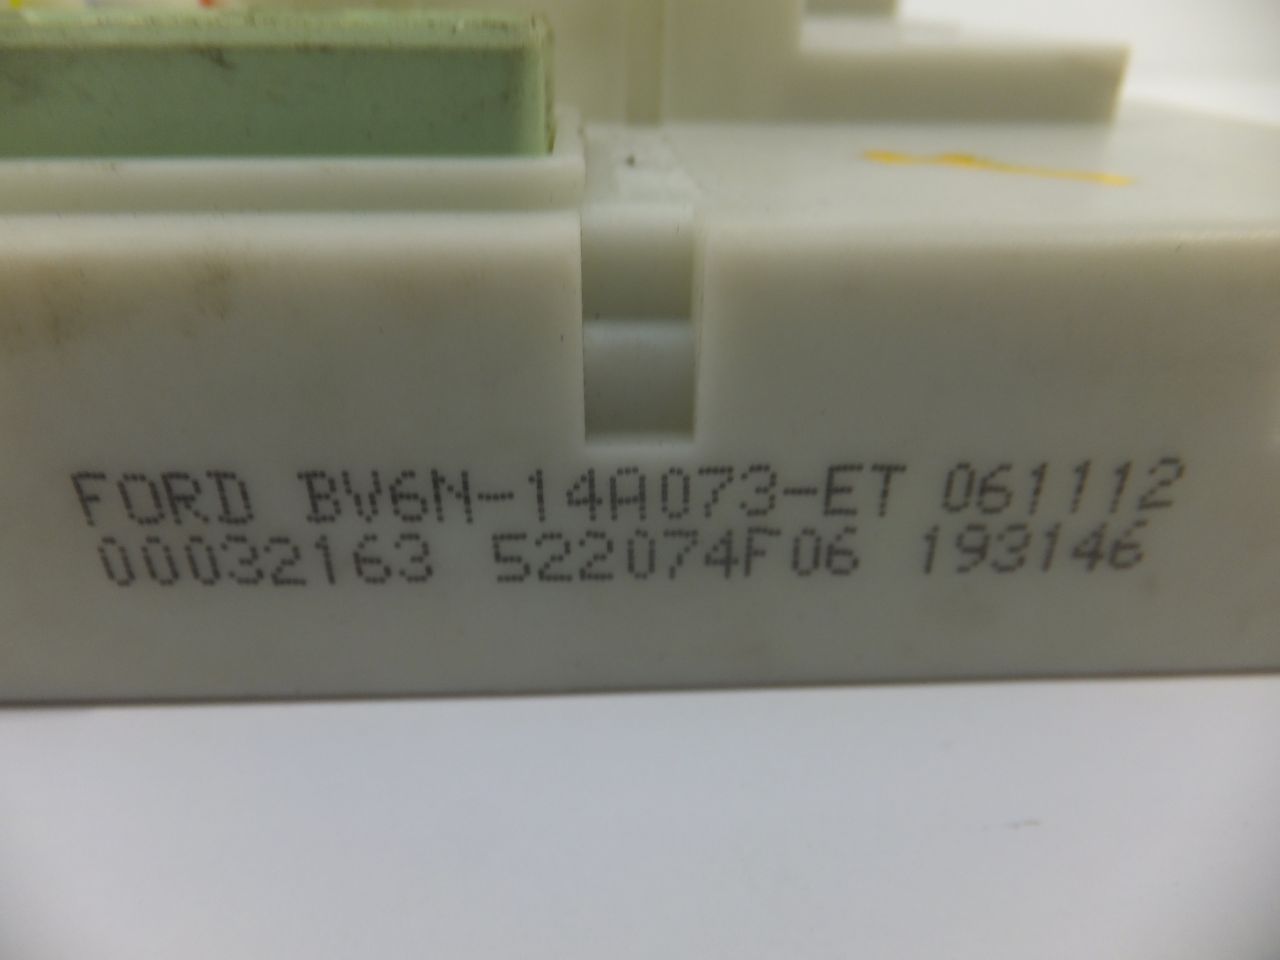 FORD BV6N-14A073-ET 061112
00032163 522074F06 193146